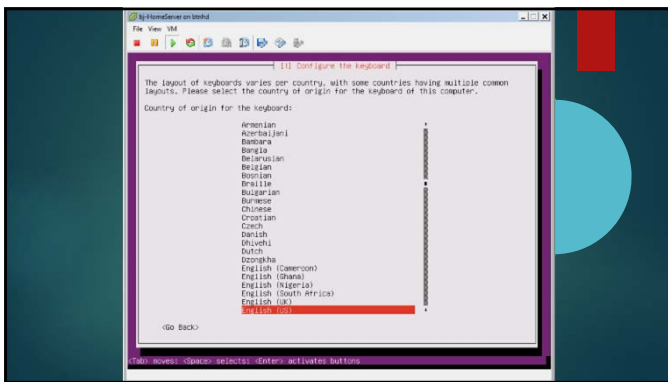 bj-HomeServer on btnhd
File View VM
[!] Configure the keyboard
The layout of keyboards varies per country, with some countries having multiple common
layouts. Please select the country of origin for the keyboard of this computer.
Country of origin for the keyboard:
Armenian
Azerbaijani
Bambara
Bangla
Belarusian
Belgian
Bosnian
Braille
Bulgarian
Burmese
Chinese
Croatian
Czech
Danish
Dhivehi
Dutch
Dzongkha
English (Cameroon)
English (Ghana)
English (Nigeria)
English (South Africa)
English (UK)
English (US)
<Go Back>
<Tab> moves; <Space> selects; <Enter> activates buttons